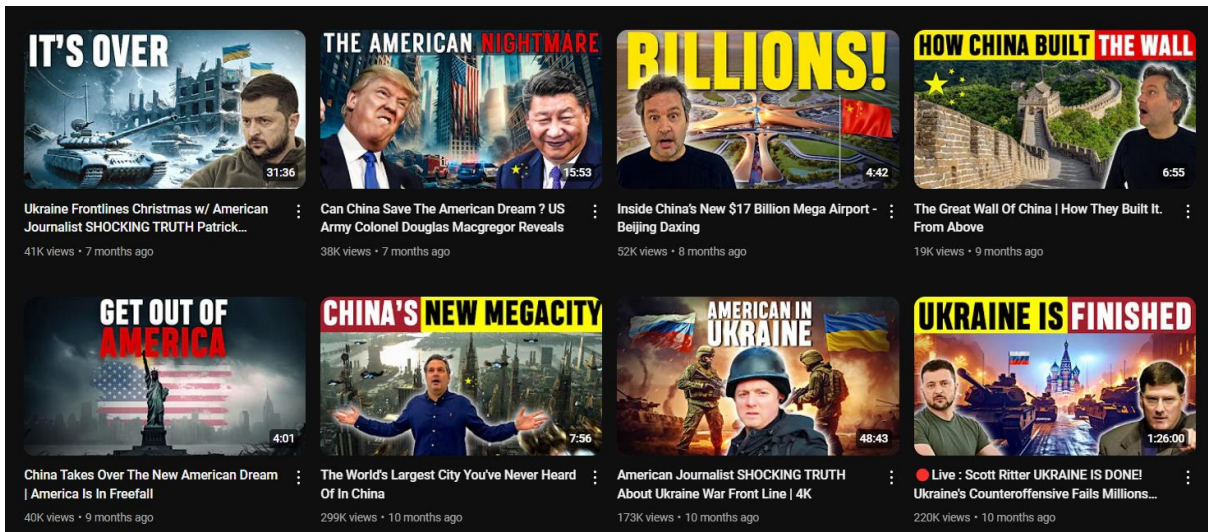 IT'S OVER
31:36
THE AMERICAN NIGHTMARE
15:53
BILLIONS!
4:42
HOW CHINA BUILT THE WALL
6:55
Ukraine Frontlines Christmas w/ American
Journalist SHOCKING TRUTH Patrick...
41K views • 7 months ago
Can China Save The American Dream ? US
Army Colonel Douglas Macgregor Reveals
38K views • 7 months ago
Inside China's New $17 Billion Mega Airport -
Beijing Daxing
52K views • 8 months ago
The Great Wall Of China | How They Built It.
From Above
19K views • 9 months ago
GET OUT OF
AMERICA
4:01
CHINA'S NEW MEGACITY
7:56
AMERICAN IN
UKRAINE
48:43
UKRAINE IS FINISHED
1:26:00
China Takes Over The New American Dream
| America Is In Freefall
40K views • 9 months ago
The World's Largest City You've Never Heard
Of In China
299K views • 10 months ago
American Journalist SHOCKING TRUTH
About Ukraine War Front Line | 4K
173K views • 10 months ago
🔴 Live : Scott Ritter UKRAINE IS DONE!
Ukraine's Counteroffensive Fails Millions...
220K views • 10 months ago